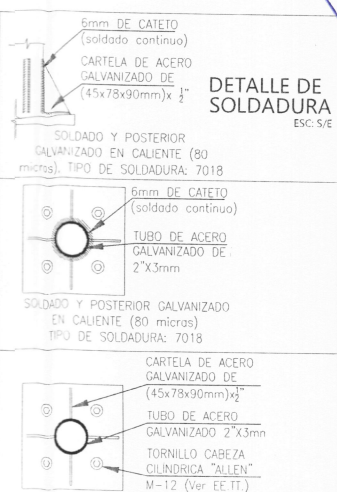 6mm DE CATETO
(soldado continuo)
CARTELA DE ACERO
GALVANIZADO DE
(45x78x90mm)x ½"
DETALLE DE
SOLDADURA
ESC: S/E
SOLDADO Y POSTERIOR
GALVANIZADO EN CALIENTE (80
micras), TIPO DE SOLDADURA: 7018
6mm DE CATETO
(soldado continuo)
TUBO DE ACERO
GALVANIZADO DE
2"X3mm
SOLDADO Y POSTERIOR GALVANIZADO
EN CALIENTE (80 micras)
TIPO DE SOLDADURA: 7018
CARTELA DE ACERO
GALVANIZADO DE
(45x78x90mm)x½"
TUBO DE ACERO
GALVANIZADO 2"X3mm
TORNILLO CABEZA
CILÍNDRICA "ALLEN"
M-12 (Ver EE.TT.)